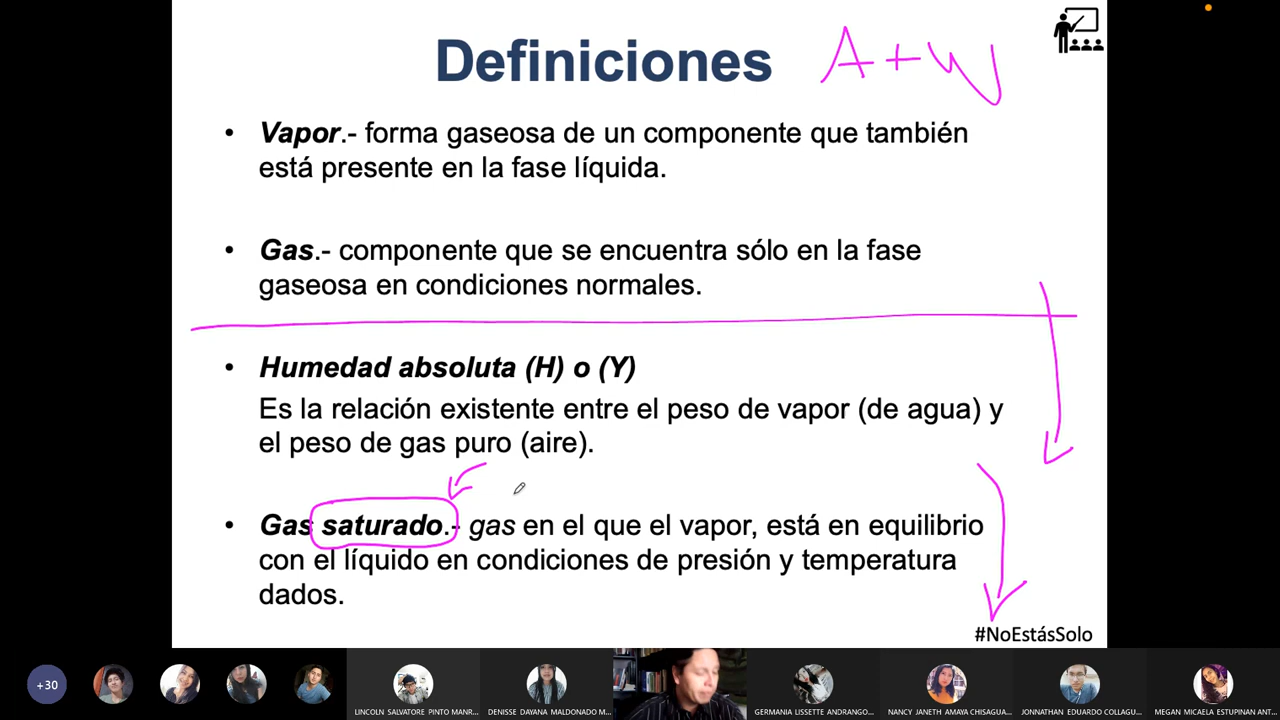 Definiciones A+W
• Vapor.- forma gaseosa de un componente que también
está presente en la fase líquida.
• Gas.- componente que se encuentra sólo en la fase
gaseosa en condiciones normales.
• Humedad absoluta (H) o (Y)
Es la relación existente entre el peso de vapor (de agua) y
el peso de gas puro (aire).
• Gas saturado.- gas en el que el vapor, está en equilibrio
con el líquido en condiciones de presión y temperatura
dados.
#NoEstásSolo
+30
LINCOLN SALVATORE PINTO MANR... DENISSE DAYANA MALDONADO M... GERMANIA LISSETTE ANDRANGO... NANCY JANETH AMAYA CHISAGUA... JONNATHAN EDUARDO COLLAGU... MEGAN MICAELA ESTUPINAN ANT...